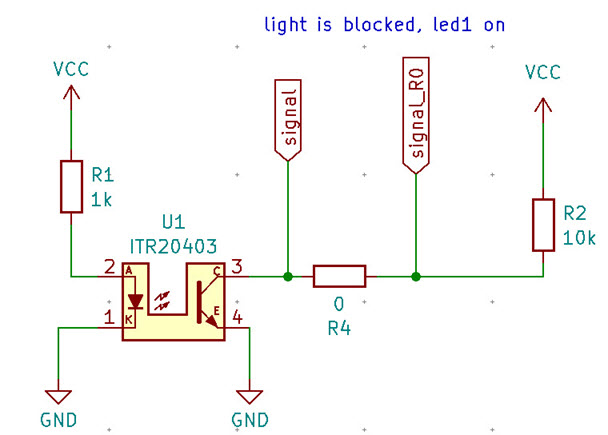 light is blocked, led1 on
VCC
VCC
signal
signal_R0
R1
1k
R2
10k
U1
ITR20403
2
A
C
3
1
K
E
4
0
R4
GND
GND